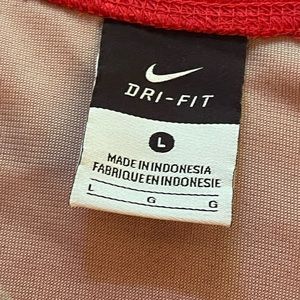 DRI-FIT
L
MADE IN INDONESIA
FABRIQUE EN INDONESIE
L G G